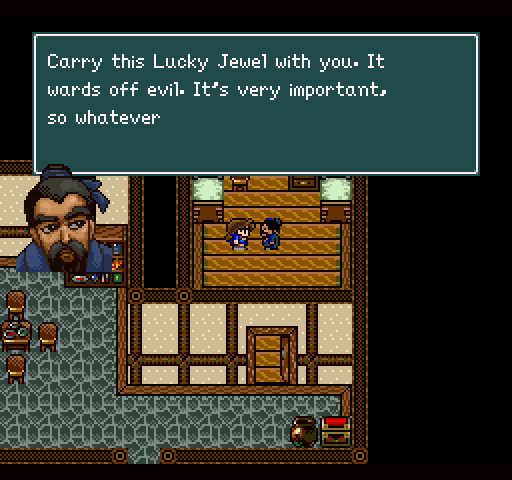 Carry this Lucky Jewel with you. It
wards off evil. It's very important,
so whatever